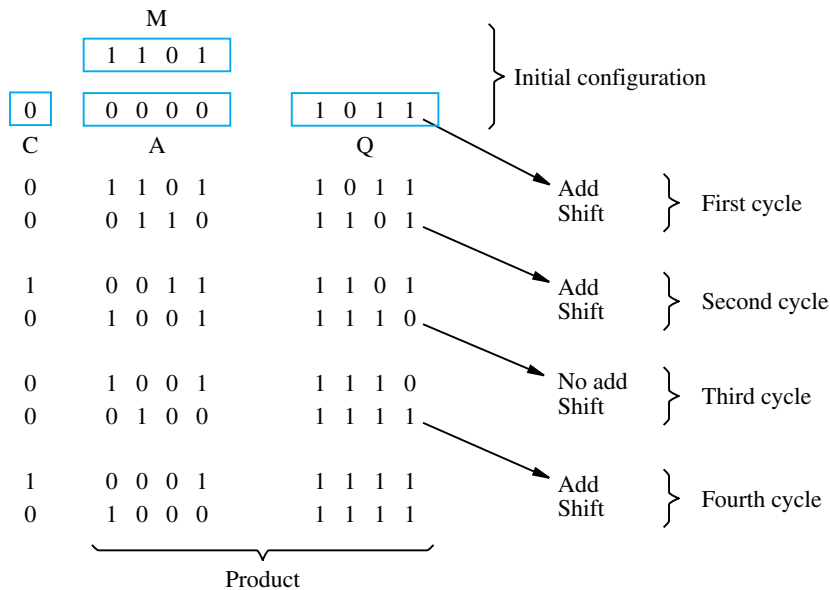 M
1 1 0 1
Initial configuration
0 0 0 0 0 1 0 1 1
C A Q
0 1 1 0 1 1 0 1 1 Add
0 0 1 1 0 1 1 0 1 Shift
First cycle
1 0 0 1 1 1 1 0 1 Add
0 1 0 0 1 1 1 1 0 Shift
Second cycle
0 1 0 0 1 1 1 1 0 No add
0 0 1 0 0 1 1 1 1 Shift
Third cycle
1 0 0 0 1 1 1 1 1 Add
0 1 0 0 0 1 1 1 1 Shift
Fourth cycle
Product